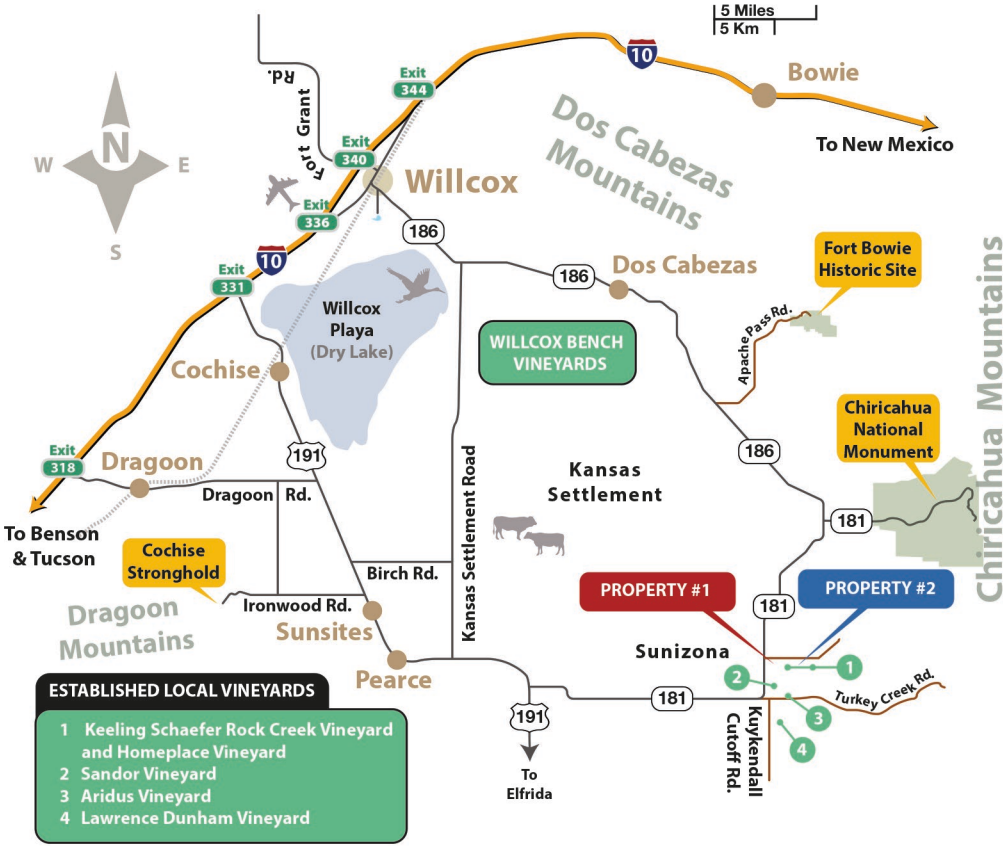 5 Miles
5 Km
10
Bowie
To New Mexico
Exit
344
Fort Grant Rd.
Exit
340
Willcox
Dos Cabezas
Mountains
N
W
E
S
Exit
336
186
10
Exit
331
Willcox
Playa
(Dry Lake)
186
Dos Cabezas
Fort Bowie
Historic Site
Apache Pass Rd.
Chiricahua Mountains
WILLCOX BENCH
VINEYARDS
Cochise
Chiricahua
National
Monument
186
Exit
318
Dragoon
191
Dragoon Rd.
Kansas Settlement Road
Kansas
Settlement
181
To Benson
& Tucson
Cochise
Stronghold
Birch Rd.
PROPERTY #1
PROPERTY #2
181
Ironwood Rd.
Dragoon
Mountains
Sunsites
Sunizona
Pearce
1
2
181
Turkey Creek Rd.
191
3
4
Kuykendall
Cutoff Rd.
To
Elfrida
ESTABLISHED LOCAL VINEYARDS
1 Keeling Schaefer Rock Creek Vineyard
and Homeplace Vineyard
2 Sandor Vineyard
3 Aridus Vineyard
4 Lawrence Dunham Vineyard